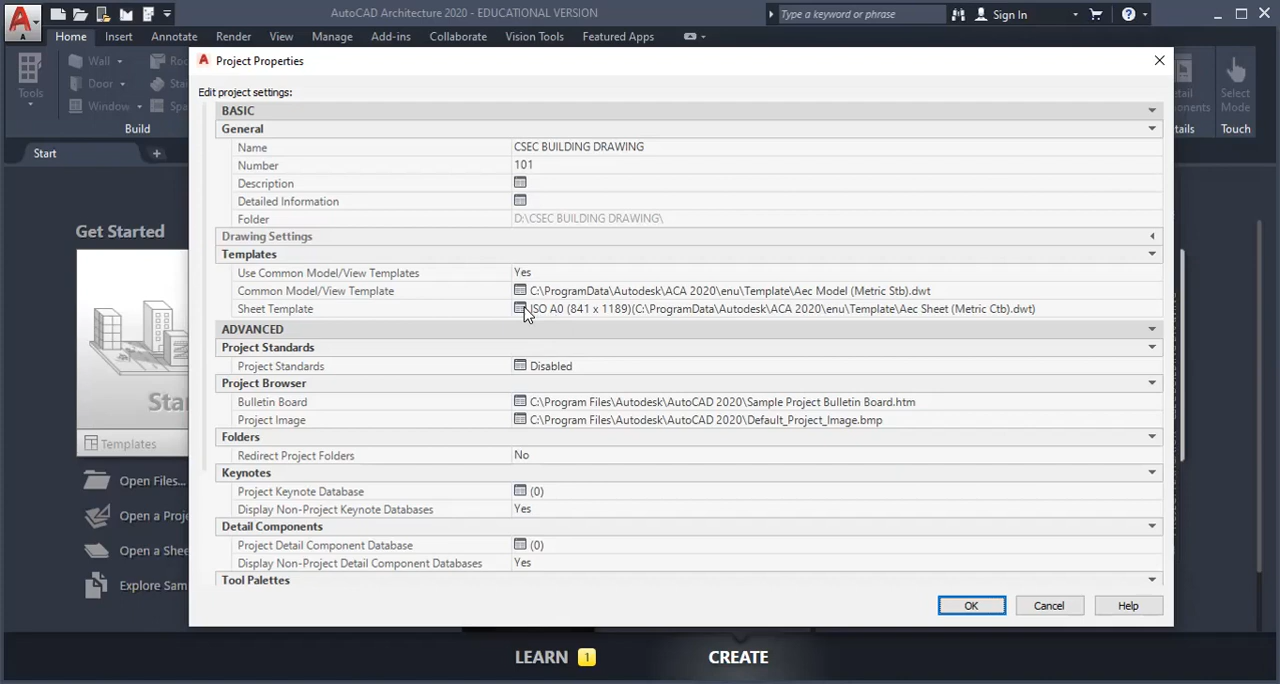 AutoCAD Architecture 2020 - EDUCATIONAL VERSION
Type a keyword or phrase
Sign In
Home Insert Annotate Render View Manage Add-ins Collaborate Vision Tools Featured Apps
Tools
Wall
Door
Window
Build
Select
Mode
Touch
Start
Project Properties
Edit project settings:
BASIC
General
Name CSEC BUILDING DRAWING
Number 101
Description
Detailed Information
Folder D:\CSEC BUILDING DRAWING\
Drawing Settings
Templates
Use Common Model/View Templates Yes
Common Model/View Template C:\ProgramData\Autodesk\ACA 2020\enu\Template\Aec Model (Metric Stb).dwt
Sheet Template ISO A0 (841 x 1189)(C:\ProgramData\Autodesk\ACA 2020\enu\Template\Aec Sheet (Metric Ctb).dwt)
ADVANCED
Project Standards
Project Standards Disabled
Project Browser
Bulletin Board C:\Program Files\Autodesk\AutoCAD 2020\Sample Project Bulletin Board.htm
Project Image C:\Program Files\Autodesk\AutoCAD 2020\Default_Project_Image.bmp
Folders
Redirect Project Folders No
Keynotes
Project Keynote Database (0)
Display Non-Project Keynote Databases Yes
Detail Components
Project Detail Component Database (0)
Display Non-Project Detail Component Databases Yes
Tool Palettes
OK Cancel Help
Get Started
Templates
Open Files...
Open a
Open a
Explore
LEARN 1
CREATE